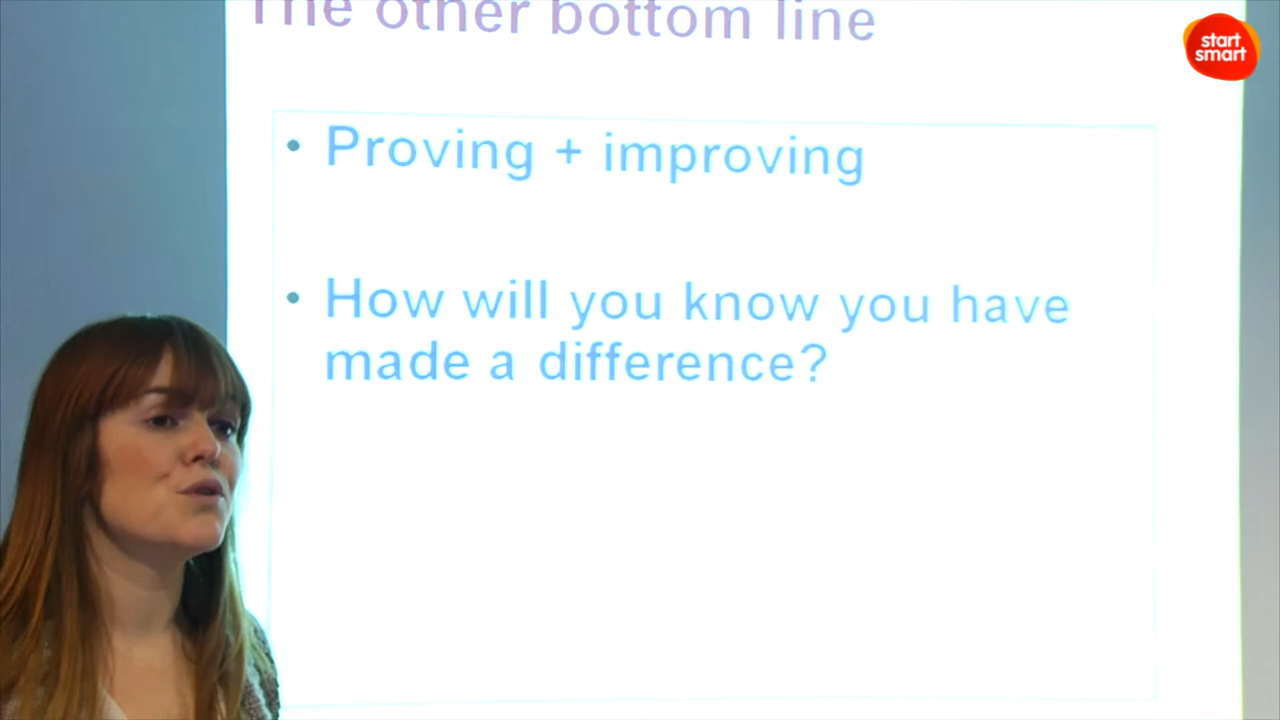 The other bottom line
start
smart
• Proving + improving
• How will you know you have
made a difference?